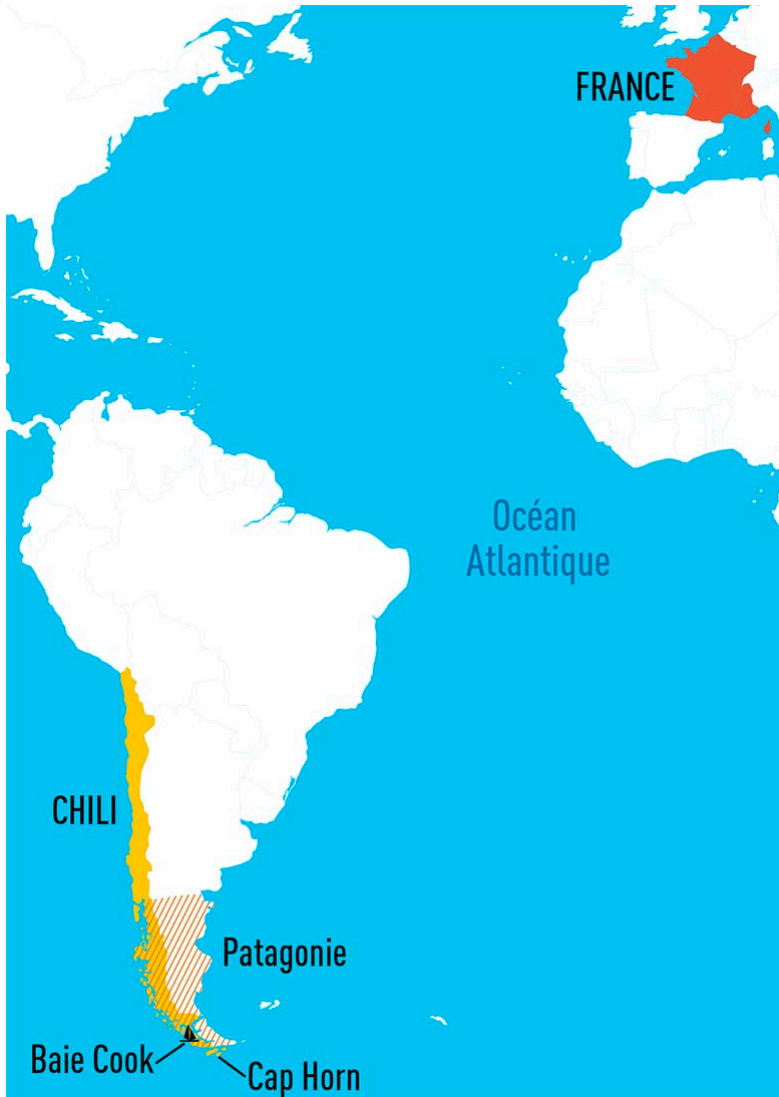 FRANCE
Océan
Atlantique
CHILI
Patagonie
Baie Cook
Cap Horn